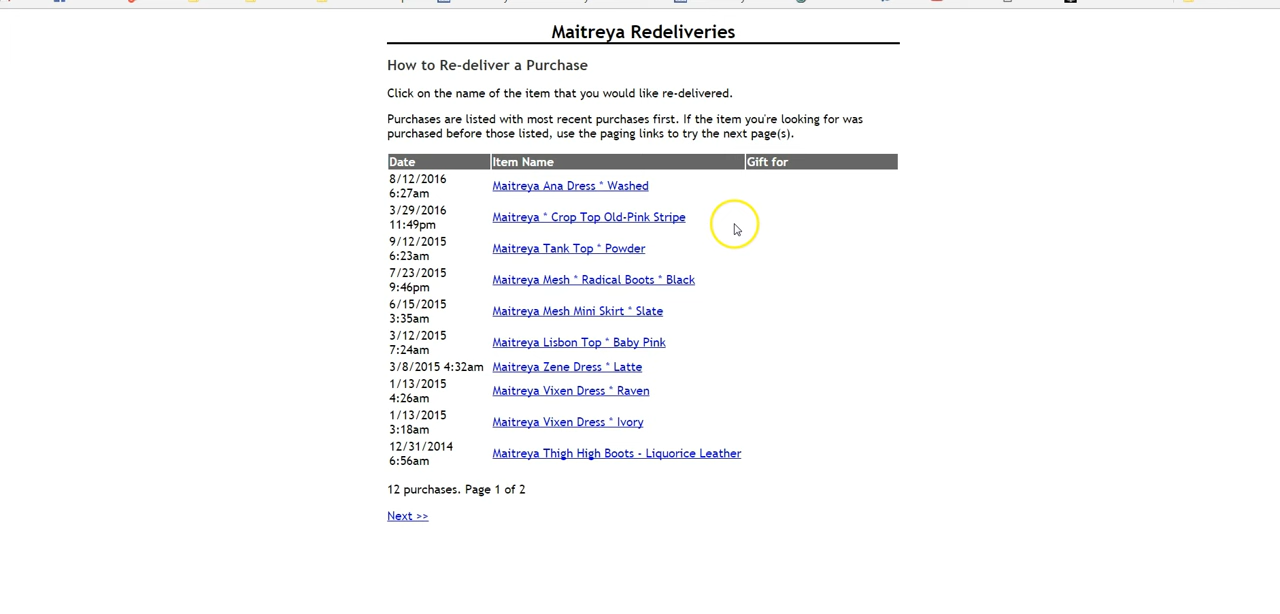 Maitreya Redeliveries
How to Re-deliver a Purchase
Click on the name of the item that you would like re-delivered.
Purchases are listed with most recent purchases first. If the item you're looking for was
purchased before those listed, use the paging links to try the next page(s).
Date Item Name Gift for
8/12/2016
6:27am
Maitreya Ana Dress * Washed
3/29/2016
11:49pm
Maitreya * Crop Top Old-Pink Stripe
9/12/2015
6:23am
Maitreya Tank Top * Powder
7/23/2015
9:46pm
Maitreya Mesh * Radical Boots * Black
6/15/2015
3:35am
Maitreya Mesh Mini Skirt * Slate
3/12/2015
7:24am
Maitreya Lisbon Top * Baby Pink
3/8/2015 4:32am Maitreya Zene Dress * Latte
1/13/2015
4:26am
Maitreya Vixen Dress * Raven
1/13/2015
3:18am
Maitreya Vixen Dress * Ivory
12/31/2014
6:56am
Maitreya Thigh High Boots - Liquorice Leather
12 purchases. Page 1 of 2
Next >>